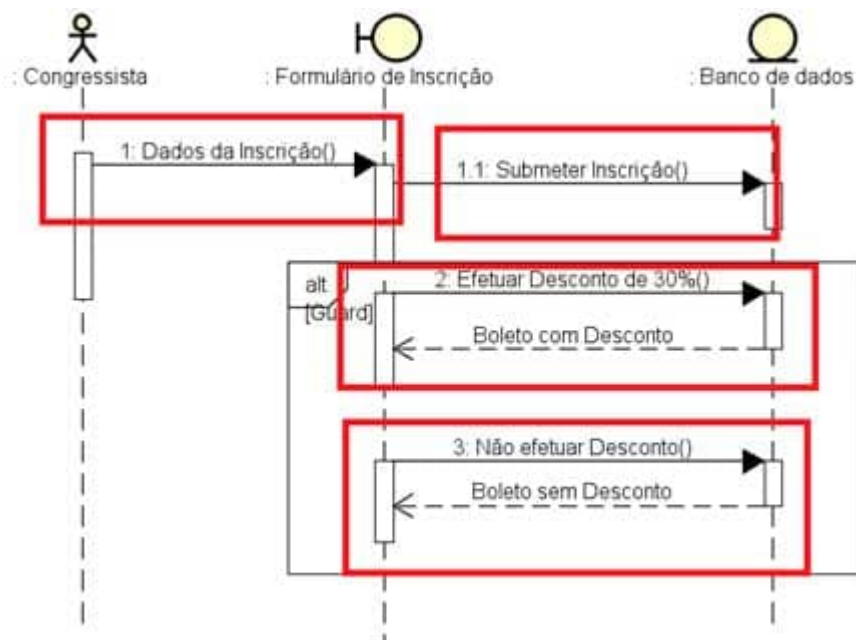 : Congressista
: Formulário de Inscrição
: Banco de dados
1: Dados da Inscrição()
1.1: Submeter Inscrição()
alt
[Guard]
2: Efetuar Desconto de 30%()
Boleto com Desconto
3: Não efetuar Desconto()
Boleto sem Desconto